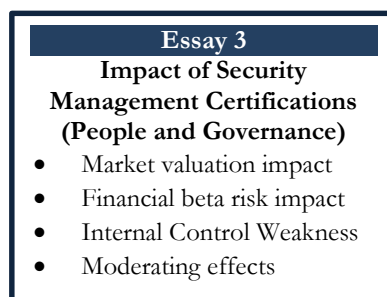 Essay 3
Impact of Security
Management Certifications
(People and Governance)
• Market valuation impact
• Financial beta risk impact
• Internal Control Weakness
• Moderating effects